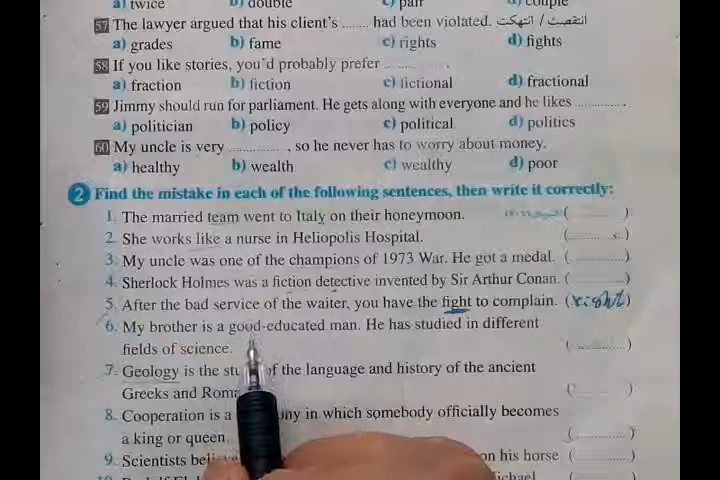 a) twice b) double c) pair d) couple
57 The lawyer argued that his client's ........ had been violated. انتقصت / انتهكت
a) grades b) fame c) rights d) fights
58 If you like stories, you'd probably prefer ................ .
a) fraction b) fiction c) fictional d) fractional
59 Jimmy should run for parliament. He gets along with everyone and he likes .............
a) politician b) policy c) political d) politics
60 My uncle is very ..............., so he never has to worry about money.
a) healthy b) wealth c) wealthy d) poor
2 Find the mistake in each of the following sentences, then write it correctly:
1. The married team went to Italy on their honeymoon. (............)
2. She works like a nurse in Heliopolis Hospital. (............)
3. My uncle was one of the champions of 1973 War. He got a medal. (............)
4. Sherlock Holmes was a fiction detective invented by Sir Arthur Conan. (............)
5. After the bad service of the waiter, you have the fight to complain. (right)
6. My brother is a good-educated man. He has studied in different
fields of science. (............)
7. Geology is the of the language and history of the ancient
Greeks and (............)
8. Cooperation is a in which somebody officially becomes
a king or queen. (............)
9. Scientists on his horse (